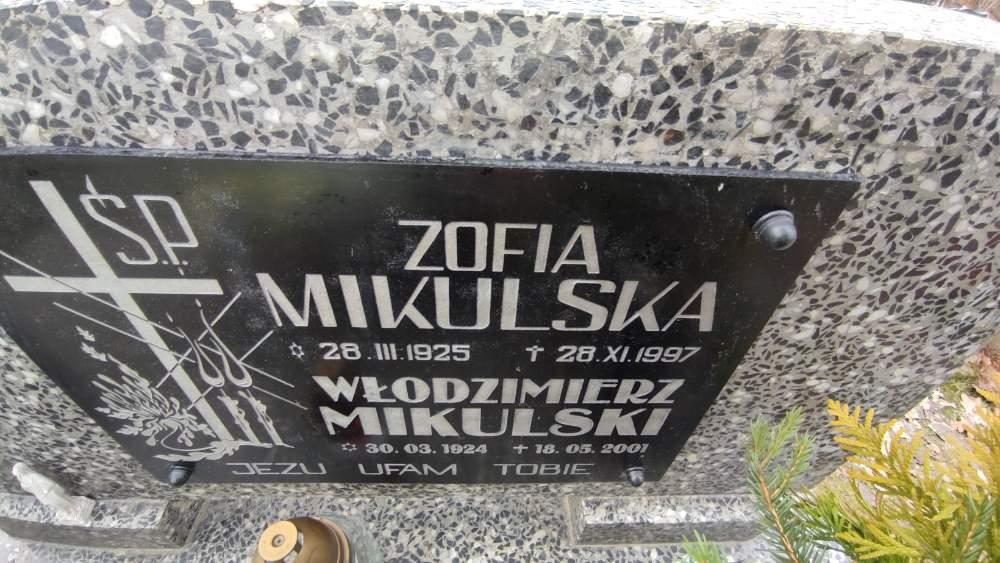 Ś.P.
ZOFIA
MIKULSKA
✡ 28.III.1925 ✝ 28.XI.1997
WŁODZIMIERZ
MIKULSKI
✡ 30.03.1924 ✝ 18.05.2001
JEZU UFAM TOBIE